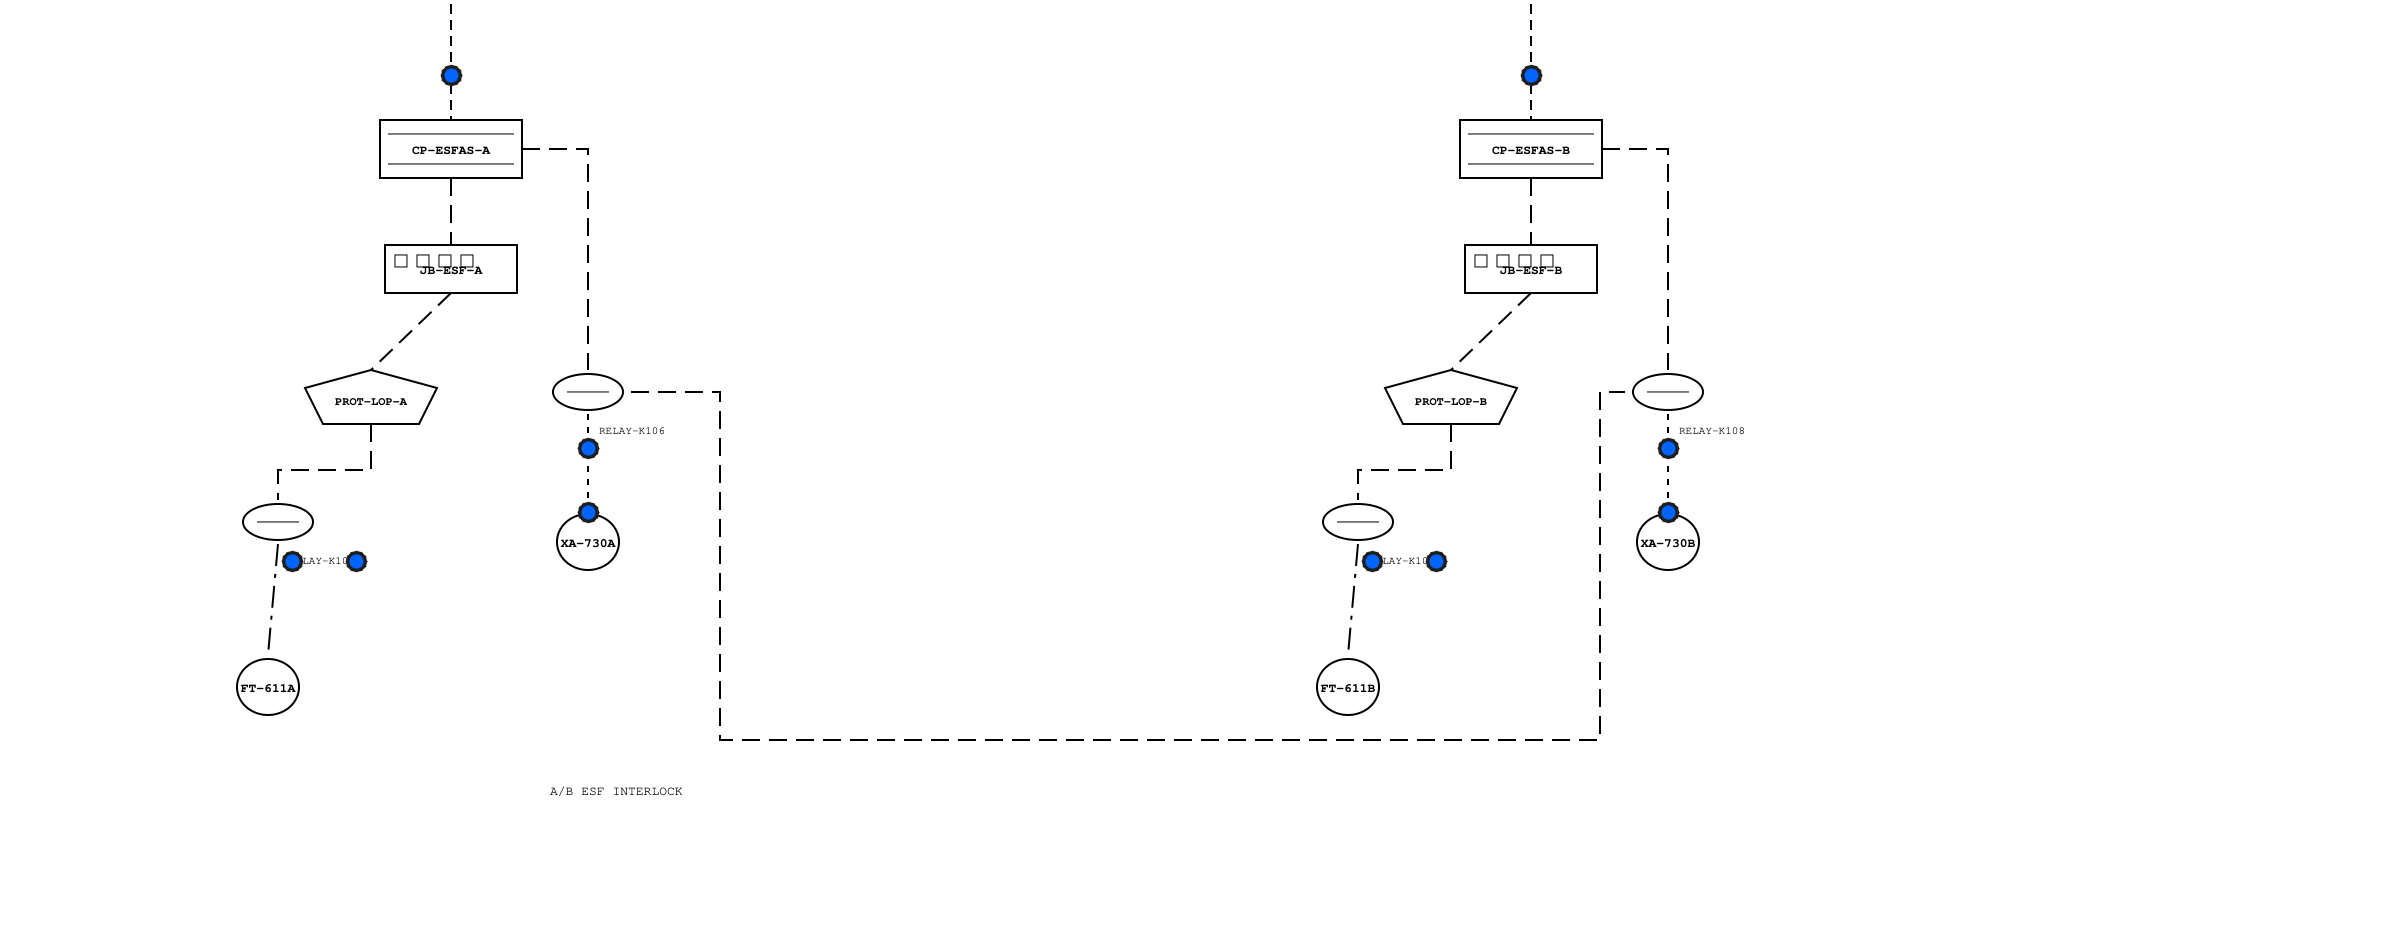 CP-ESFAS-A
CP-ESFAS-B
JB-ESF-A
JB-ESF-B
PROT-LOP-A
PROT-LOP-B
RELAY-K106
RELAY-K108
XA-730A
XA-730B
FT-611A
FT-611B
A/B ESF INTERLOCK